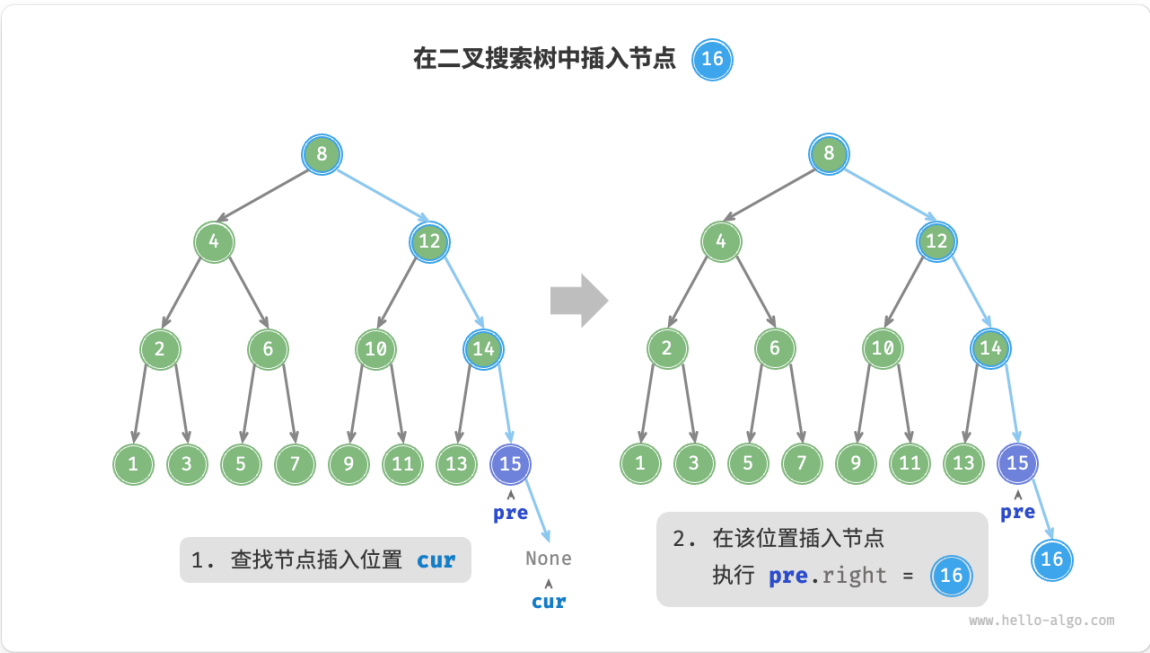 在二叉搜索树中插入节点 16
8
4 12
2 6 10 14
1 3 5 7 9 11 13 15
pre
None
cur
1. 查找节点插入位置 cur
8
4 12
2 6 10 14
1 3 5 7 9 11 13 15
pre
16
2. 在该位置插入节点
执行 pre.right = 16
www.hello-algo.com